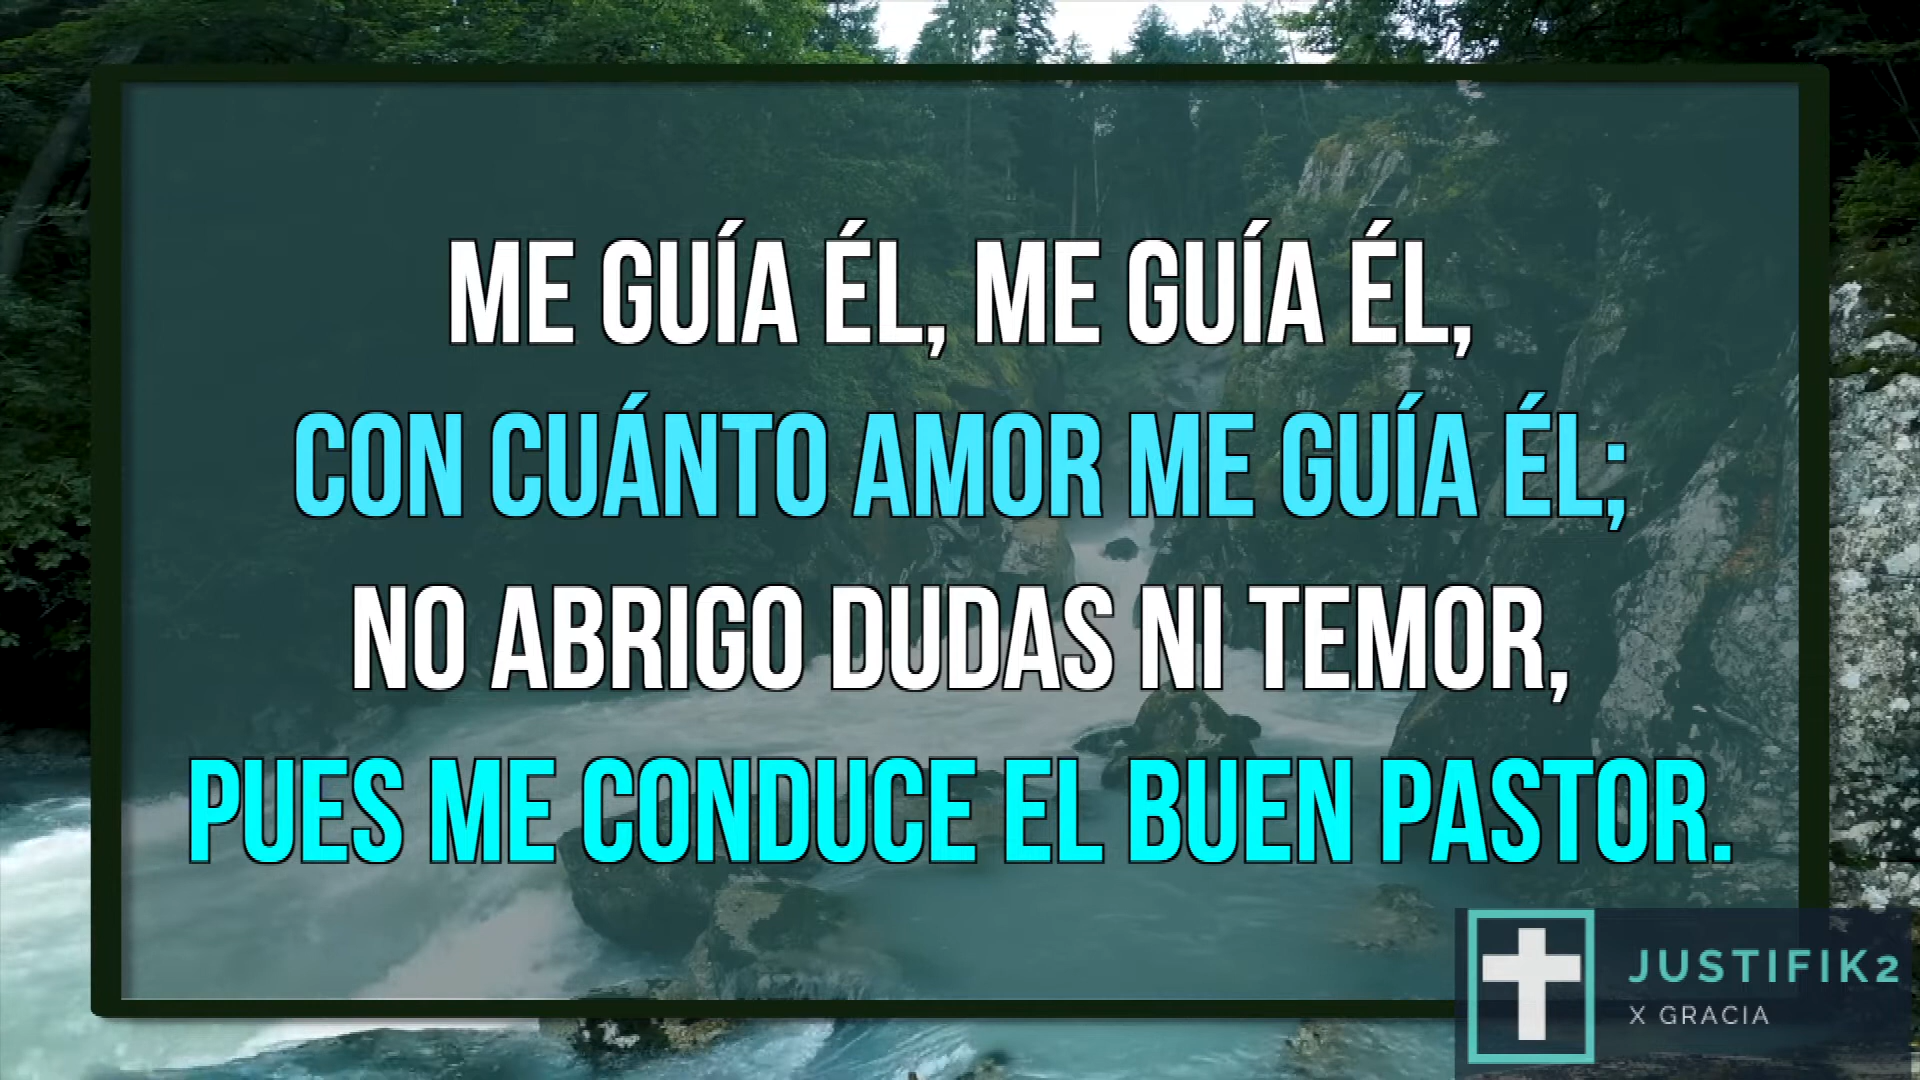 ME GUÍA ÉL, ME GUÍA ÉL,
CON CUÁNTO AMOR ME GUÍA ÉL;
NO ABRIGO DUDAS NI TEMOR,
PUES ME CONDUCE EL BUEN PASTOR.
JUSTIFIK2
X GRACIA